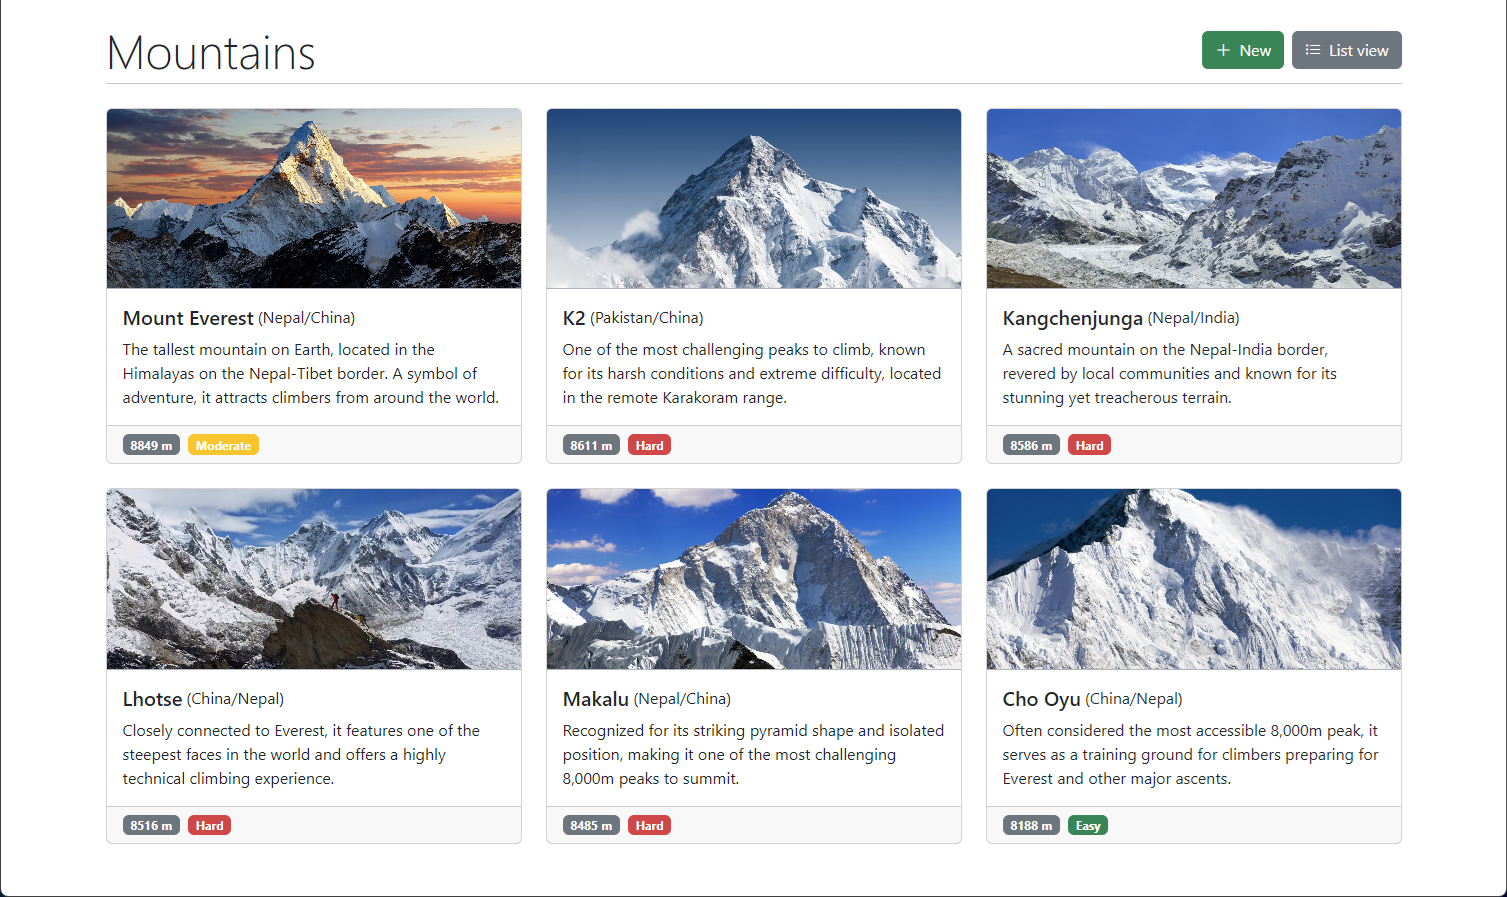 Mountains
New
List view
Mount Everest (Nepal/China)
The tallest mountain on Earth, located in the
Himalayas on the Nepal-Tibet border. A symbol of
adventure, it attracts climbers from around the world.
8849 m Moderate
K2 (Pakistan/China)
One of the most challenging peaks to climb, known
for its harsh conditions and extreme difficulty, located
in the remote Karakoram range.
8611 m Hard
Kangchenjunga (Nepal/India)
A sacred mountain on the Nepal-India border,
revered by local communities and known for its
stunning yet treacherous terrain.
8586 m Hard
Lhotse (China/Nepal)
Closely connected to Everest, it features one of the
steepest faces in the world and offers a highly
technical climbing experience.
8516 m Hard
Makalu (Nepal/China)
Recognized for its striking pyramid shape and isolated
position, making it one of the most challenging
8,000m peaks to summit.
8485 m Hard
Cho Oyu (China/Nepal)
Often considered the most accessible 8,000m peak, it
serves as a training ground for climbers preparing for
Everest and other major ascents.
8188 m Easy